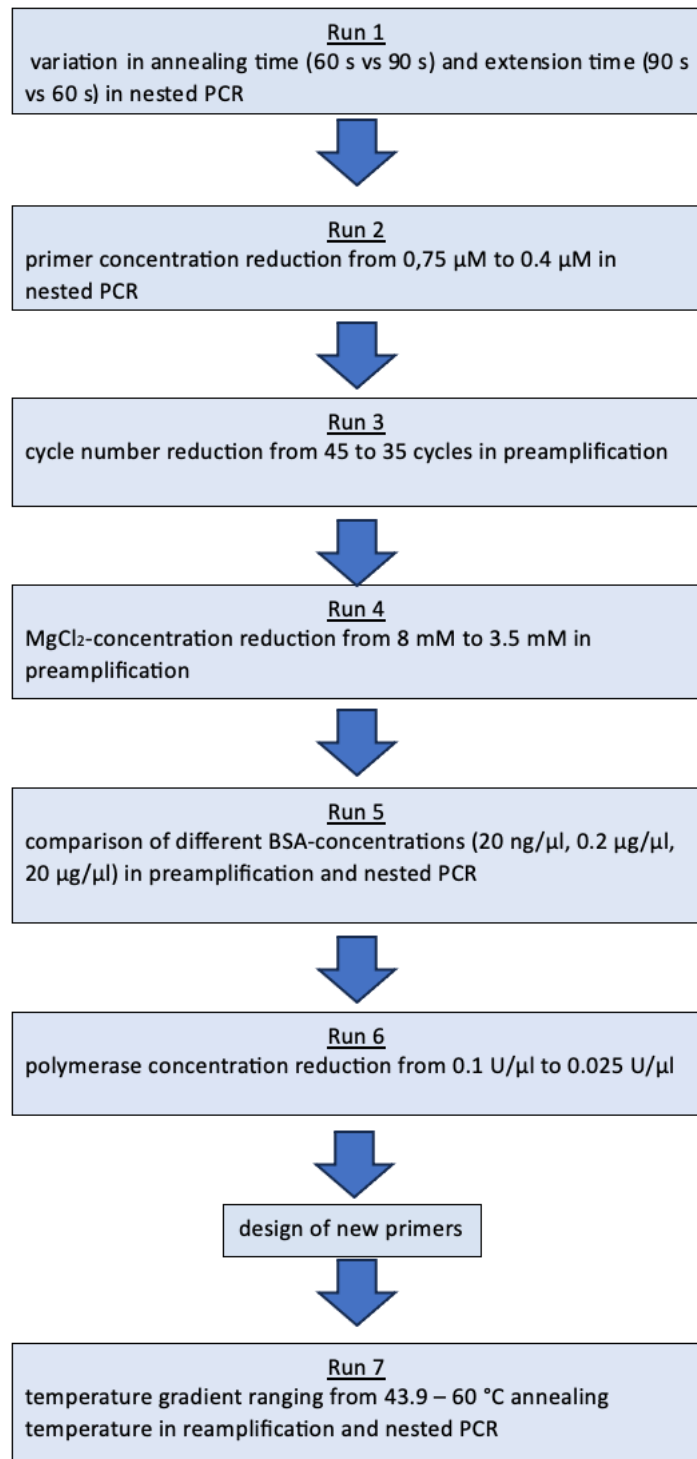 Run 1
variation in annealing time (60 s vs 90 s) and extension time (90 s
vs 60 s) in nested PCR
Run 2
primer concentration reduction from 0,75 µM to 0.4 µM in
nested PCR
Run 3
cycle number reduction from 45 to 35 cycles in preamplification
Run 4
MgCl₂-concentration reduction from 8 mM to 3.5 mM in
preamplification
Run 5
comparison of different BSA-concentrations (20 ng/µl, 0.2 µg/µl,
20 µg/µl) in preamplification and nested PCR
Run 6
polymerase concentration reduction from 0.1 U/µl to 0.025 U/µl
design of new primers
Run 7
temperature gradient ranging from 43.9 – 60 °C annealing
temperature in reamplification and nested PCR